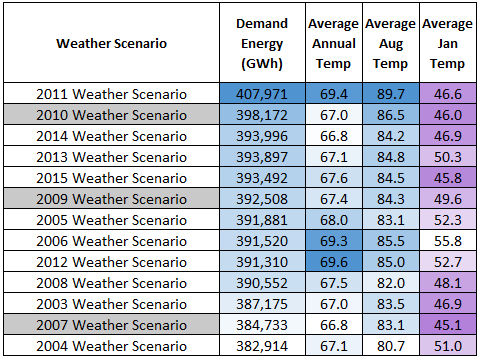 Weather Scenario Demand Energy (GWh) Average Annual Temp Average Aug Temp Average Jan Temp
2011 Weather Scenario 407,971 69.4 89.7 46.6
2010 Weather Scenario 398,172 67.0 86.5 46.0
2014 Weather Scenario 393,996 66.8 84.2 46.9
2013 Weather Scenario 393,897 67.1 84.8 50.3
2015 Weather Scenario 393,492 67.6 84.5 45.8
2009 Weather Scenario 392,508 67.4 84.3 49.6
2005 Weather Scenario 391,881 68.0 83.1 52.3
2006 Weather Scenario 391,520 69.3 85.5 55.8
2012 Weather Scenario 391,310 69.6 85.0 52.7
2008 Weather Scenario 390,552 67.5 82.0 48.1
2003 Weather Scenario 387,175 67.0 83.5 46.9
2007 Weather Scenario 384,733 66.8 83.1 45.1
2004 Weather Scenario 382,914 67.1 80.7 51.0